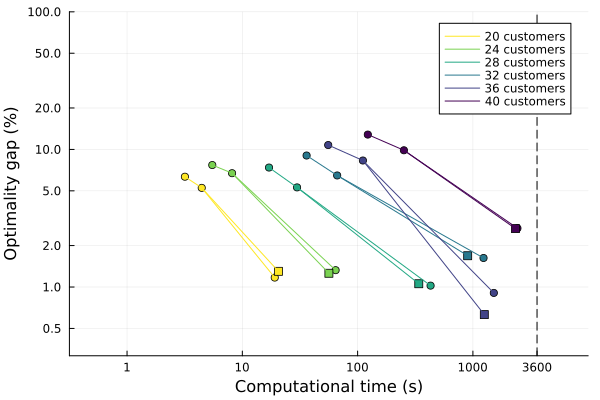 100.0
50.0
20.0
10.0
5.0
2.0
1.0
0.5
Optimality gap (%)
20 customers
24 customers
28 customers
32 customers
36 customers
40 customers
1
10
100
1000
3600
Computational time (s)